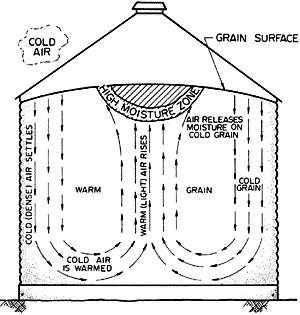 COLD
AIR
GRAIN SURFACE
HIGH MOISTURE ZONE
AIR RELEASES
MOISTURE ON
COLD GRAIN
COLD (DENSE) AIR SETTLES
WARM
WARM (LIGHT) AIR RISES
GRAIN
COLD
GRAIN
COLD AIR
IS WARMED